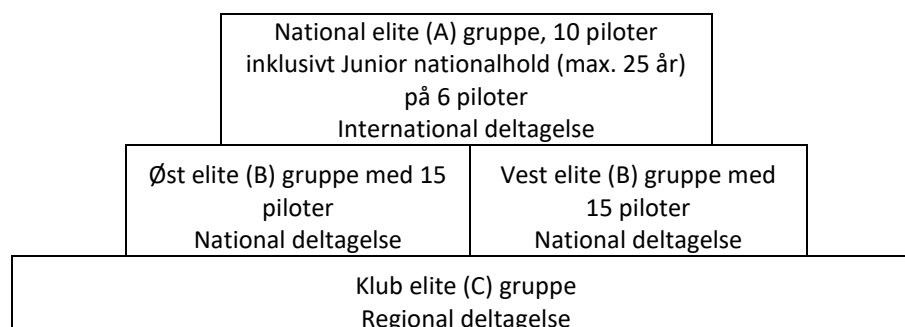 National elite (A) gruppe, 10 piloter
inklusivt Junior nationalhold (max. 25 år)
på 6 piloter
International deltagelse
Øst elite (B) gruppe med 15
piloter
National deltagelse
Vest elite (B) gruppe med
15 piloter
National deltagelse
Klub elite (C) gruppe
Regional deltagelse